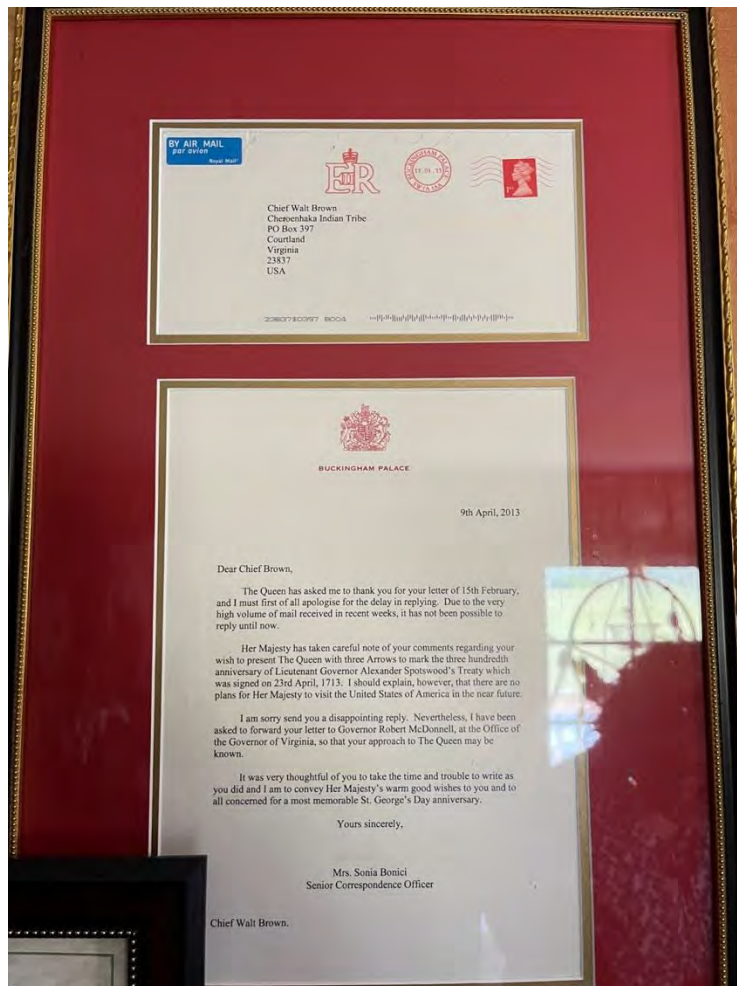 BY AIR MAIL
par avion
Royal Mail
E II R
BUCKINGHAM PALACE
1st
Chief Walt Brown
Cheroenhaka Indian Tribe
PO Box 397
Courtland
Virginia
23837
USA
BUCKINGHAM PALACE
9th April, 2013
Dear Chief Brown,
The Queen has asked me to thank you for your letter of 15th February,
and I must first of all apologise for the delay in replying. Due to the very
high volume of mail received in recent weeks, it has not been possible to
reply until now.
Her Majesty has taken careful note of your comments regarding your
wish to present The Queen with three Arrows to mark the three hundredth
anniversary of Lieutenant Governor Alexander Spotswood's Treaty which
was signed on 23rd April, 1713. I should explain, however, that there are no
plans for Her Majesty to visit the United States of America in the near future.
I am sorry send you a disappointing reply. Nevertheless, I have been
asked to forward your letter to Governor Robert McDonnell, at the Office of
the Governor of Virginia, so that your approach to The Queen may be
known.
It was very thoughtful of you to take the time and trouble to write as
you did and I am to convey Her Majesty's warm good wishes to you and to
all concerned for a most memorable St. George's Day anniversary.
Yours sincerely,
Mrs. Sonia Bonici
Senior Correspondence Officer
Chief Walt Brown.